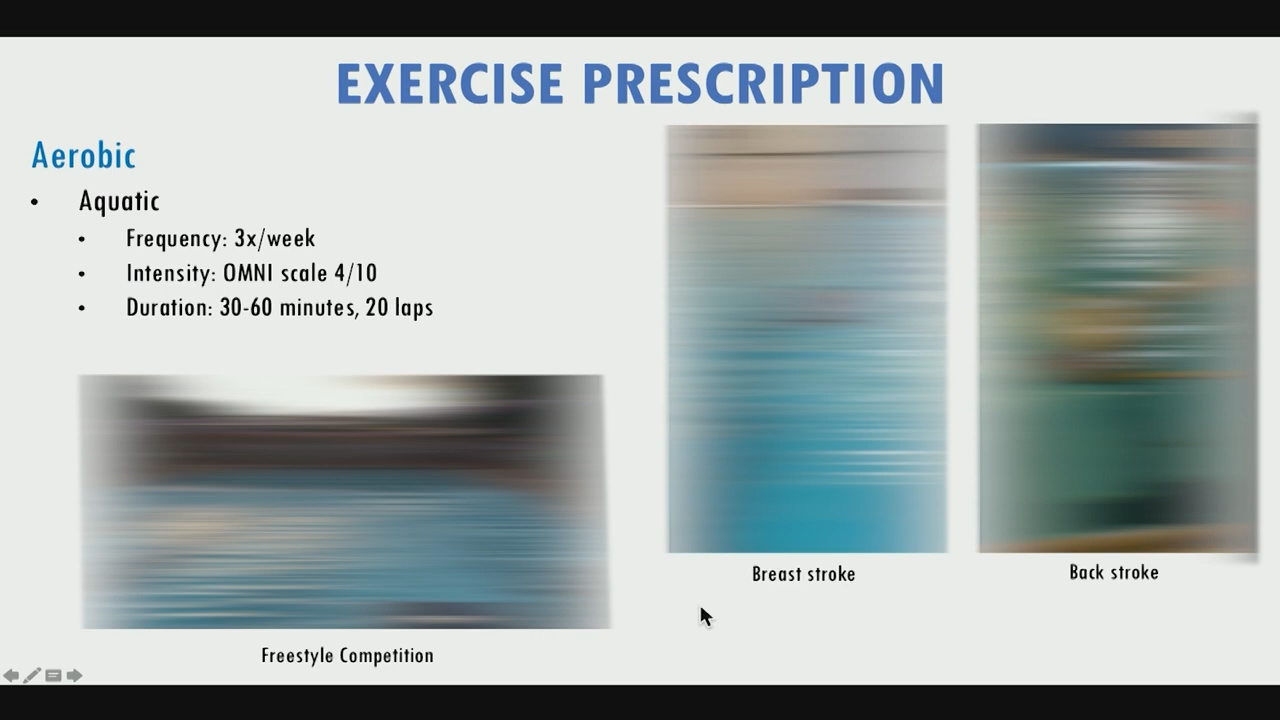 EXERCISE PRESCRIPTION
Aerobic
• Aquatic
• Frequency: 3x/week
• Intensity: OMNI scale 4/10
• Duration: 30-60 minutes, 20 laps
Breast stroke
Back stroke
Freestyle Competition